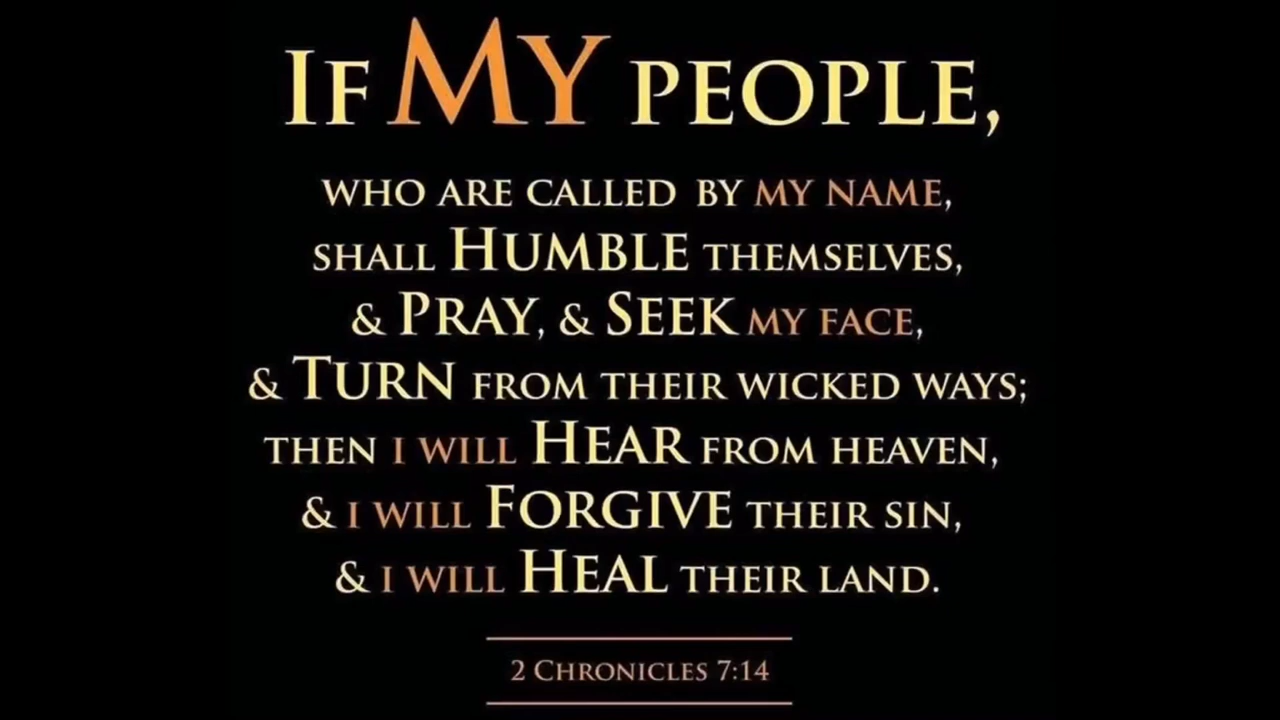 If MY people,
who are called by my name,
shall Humble themselves,
& Pray, & Seek my face,
& Turn from their wicked ways;
then I will Hear from heaven,
& I will Forgive their sin,
& I will Heal their land.
2 Chronicles 7:14